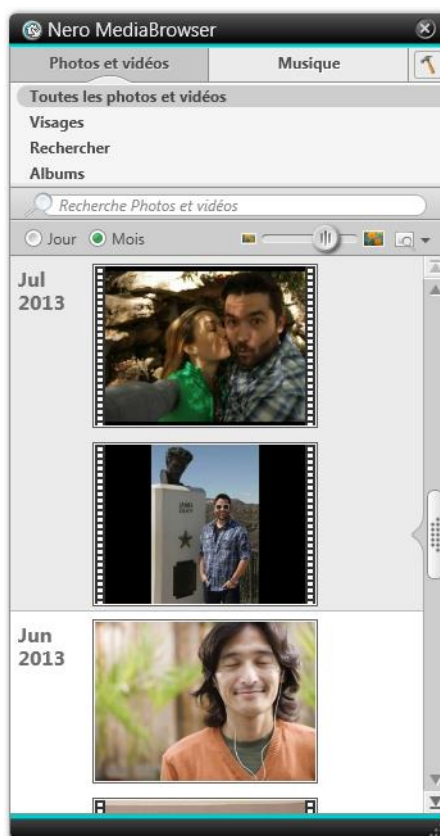 Nero MediaBrowser
Photos et vidéos Musique
Toutes les photos et vidéos
Visages
Rechercher
Albums
Recherche Photos et vidéos
Jour Mois
Jul
2013
Jun
2013